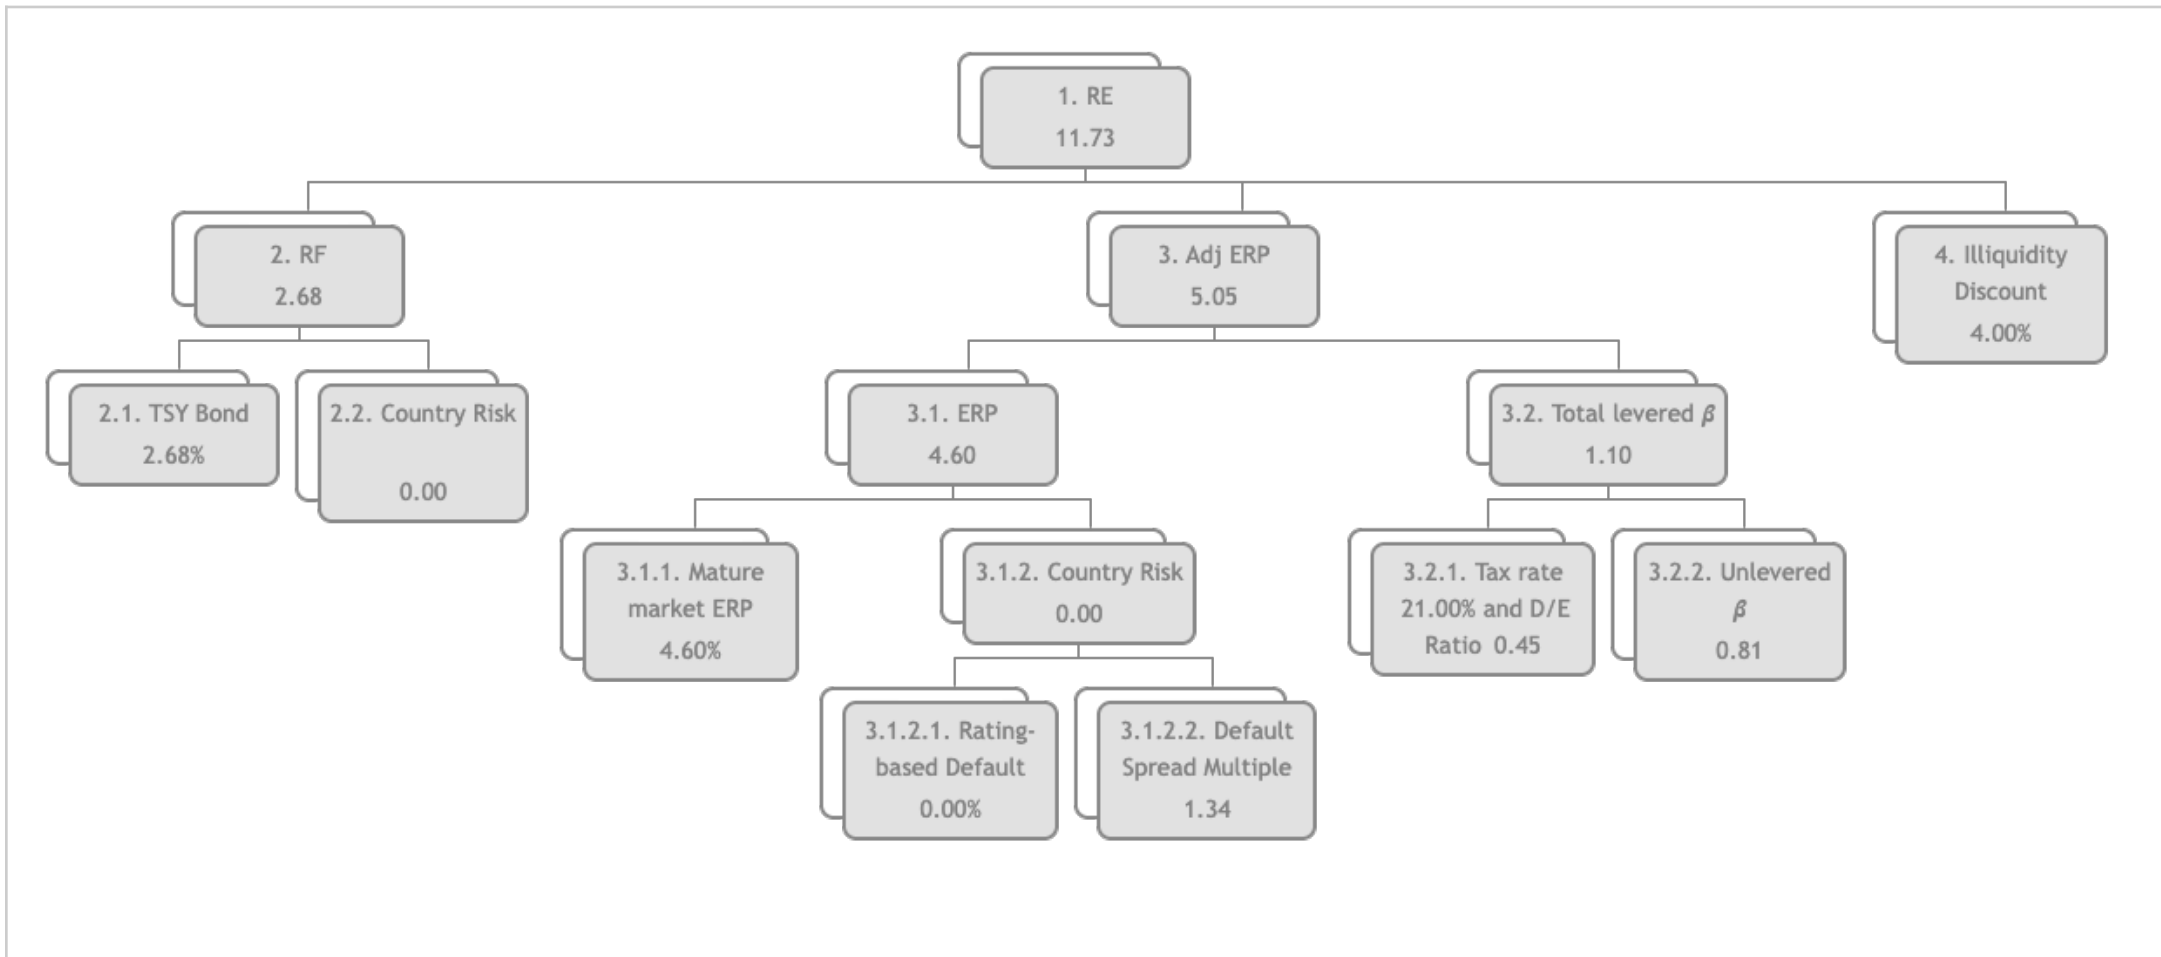 1. RE
11.73
2. RF
2.68
3. Adj ERP
5.05
4. Illiquidity
Discount
4.00%
2.1. TSY Bond
2.68%
2.2. Country Risk
0.00
3.1. ERP
4.60
3.2. Total levered β
1.10
3.1.1. Mature
market ERP
4.60%
3.1.2. Country Risk
0.00
3.2.1. Tax rate
21.00% and D/E
Ratio 0.45
3.2.2. Unlevered
β
0.81
3.1.2.1. Rating-
based Default
0.00%
3.1.2.2. Default
Spread Multiple
1.34